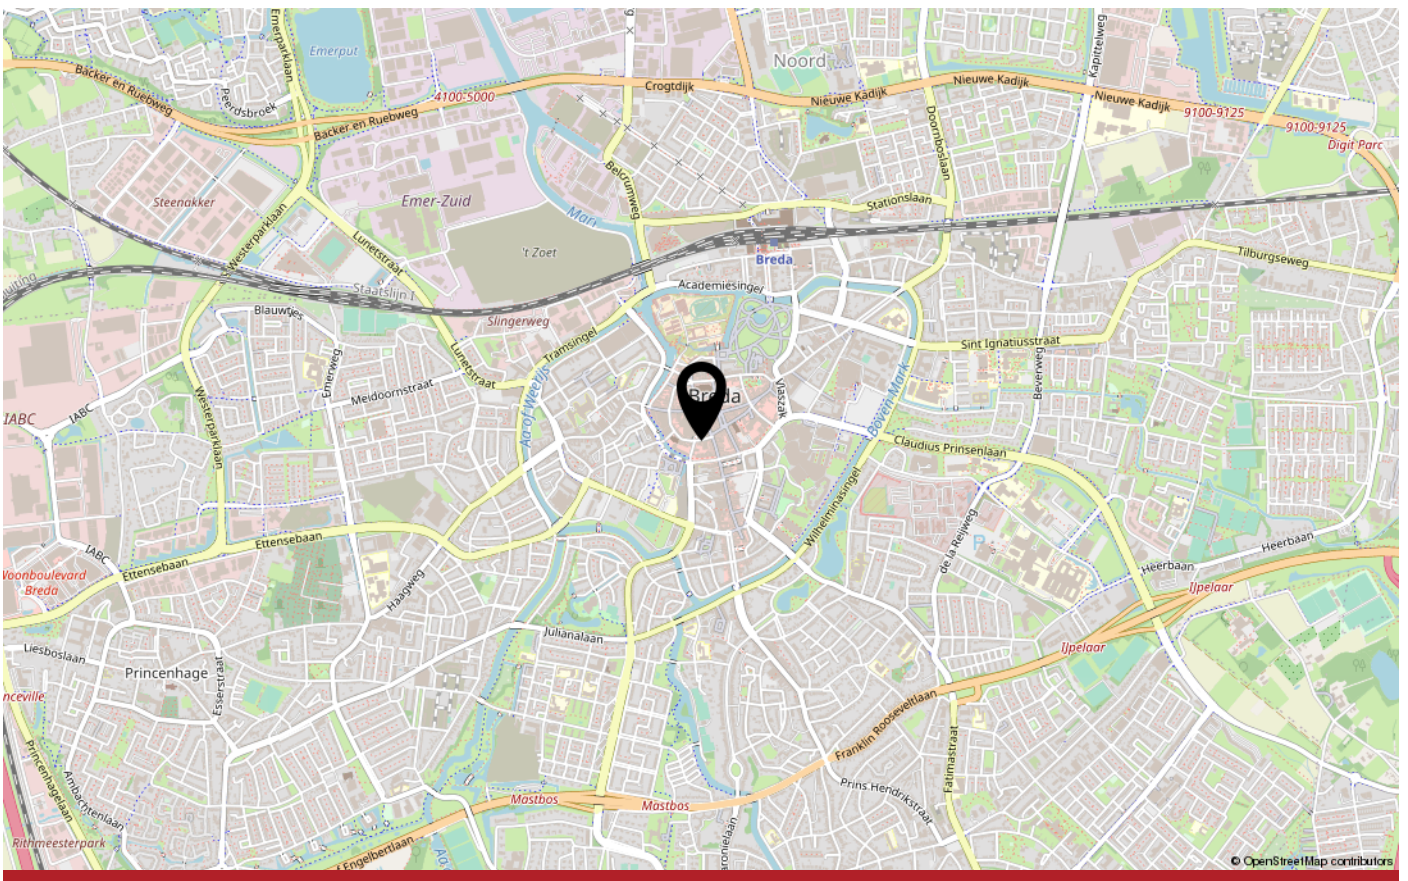 Emerparklaan
Emerput
Noord
Kapittelweg
Backer en Ruebweg
Peerdsbroek
4100-5000
Crogtdijk
Nieuwe Kadijk
Nieuwe Kadijk
Nieuwe Kadijk
9100-9125
9100-9125
Digit Parc
Backer en Ruebweg
Doornboslaan
Belcrumweg
Steenakker
Emer-Zuid
Mark
Stationslaan
Westerparklaan
Lunetstraat
't Zoet
Breda
Tilburgseweg
Staatslijn I
Academiesingel
Blauwtjes
Slingerweg
Tramsingel
Sint Ignatiusstraat
Lunetstraat
Emerweg
Meidoornstraat
Beverweg
Vlaszak
Breda
Boven Mark
Aa of Weerijs
IABC
IABC
Westerparklaan
Claudius Prinsenlaan
Wilhelminasingel
de la Reijweg
P
Ettensebaan
IABC
Ettensebaan
Heerbaan
Heerbaan
Woonboulevard
Breda
Haagweg
IJpelaar
Julianalaan
IJpelaar
Liesboslaan
Princenhage
Esserstraat
Princenhagelaan
Ambachtenlaan
Franklin Rooseveltlaan
Fatimastraat
Prins Hendrikstraat
Mastbos
Mastbos
Rithmeesterpark
f Engelbertlaan
© OpenStreetMap contributors